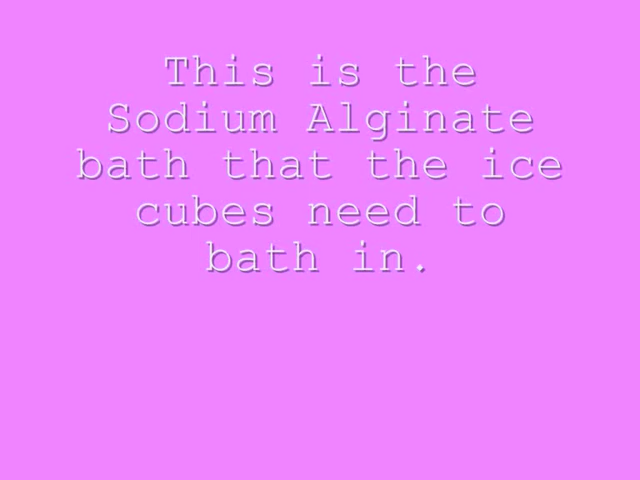 This is the
Sodium Alginate
bath that the ice
cubes need to
bath in.